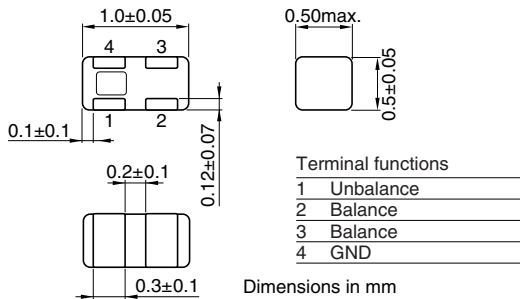 1.0±0.05
0.50max.
4 3
1 2
0.1±0.1
0.12±0.07
0.5±0.05
0.2±0.1
0.3±0.1
Terminal functions
1 Unbalance
2 Balance
3 Balance
4 GND
Dimensions in mm